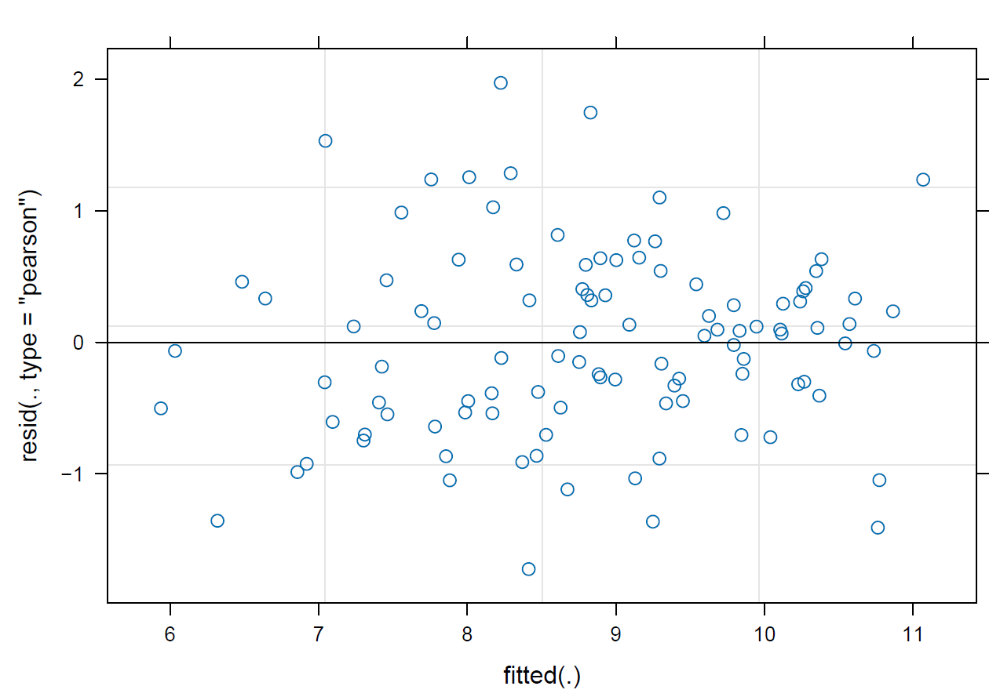 resid(., type = "pearson")
2
1
0
−1
6 7 8 9 10 11
fitted(.)